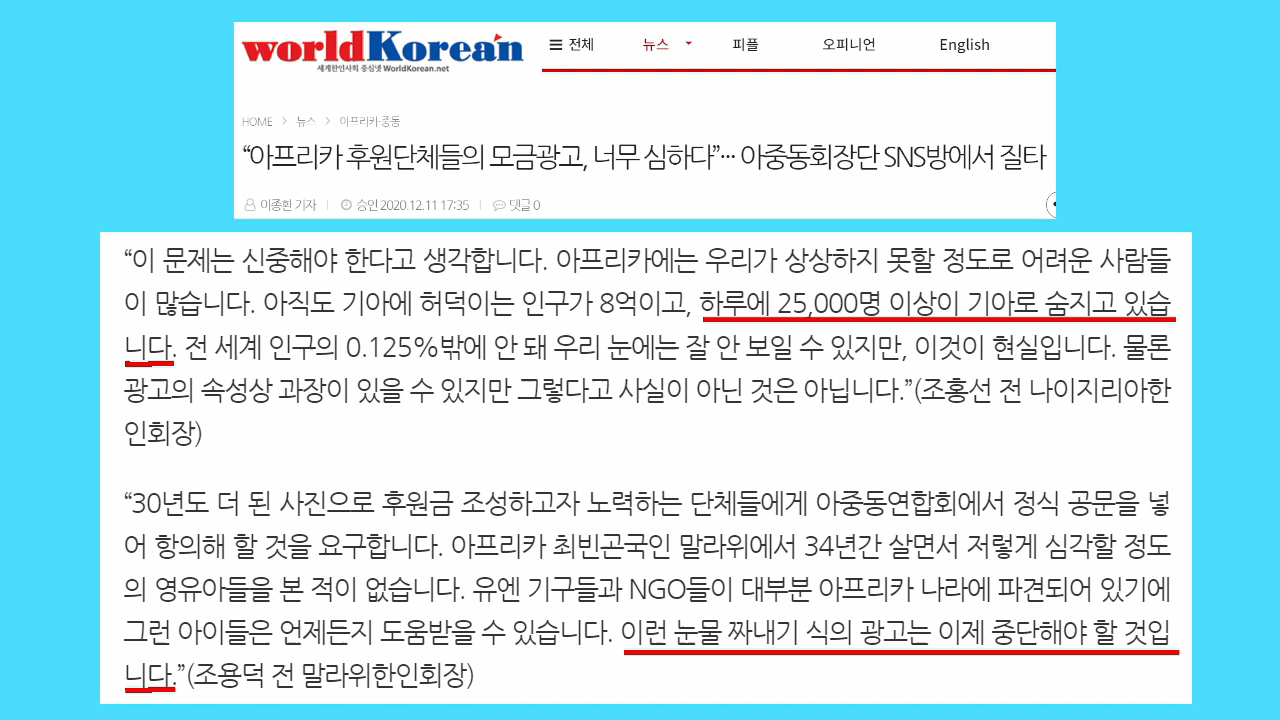 worldKorean
세계한인사회 중심넷 WorldKorean.net
전체 뉴스 피플 오피니언 English
HOME > 뉴스 > 아프리카·중동
“아프리카 후원단체들의 모금광고, 너무 심하다”… 아중동회장단 SNS방에서 질타
이종환 기자 | 승인 2020.12.11 17:35 | 댓글 0
“이 문제는 신중해야 한다고 생각합니다. 아프리카에는 우리가 상상하지 못할 정도로 어려운 사람들
이 많습니다. 아직도 기아에 허덕이는 인구가 8억이고, 하루에 25,000명 이상이 기아로 숨지고 있습
니다. 전 세계 인구의 0.125%밖에 안 돼 우리 눈에는 잘 안 보일 수 있지만, 이것이 현실입니다. 물론
광고의 속성상 과장이 있을 수 있지만 그렇다고 사실이 아닌 것은 아닙니다.”(조홍선 전 나이지리아한
인회장)
“30년도 더 된 사진으로 후원금 조성하고자 노력하는 단체들에게 아중동연합회에서 정식 공문을 넣
어 항의해 할 것을 요구합니다. 아프리카 최빈곤국인 말라위에서 34년간 살면서 저렇게 심각할 정도
의 영유아들을 본 적이 없습니다. 유엔 기구들과 NGO들이 대부분 아프리카 나라에 파견되어 있기에
그런 아이들은 언제든지 도움받을 수 있습니다. 이런 눈물 짜내기 식의 광고는 이제 중단해야 할 것입
니다.”(조용덕 전 말라위한인회장)